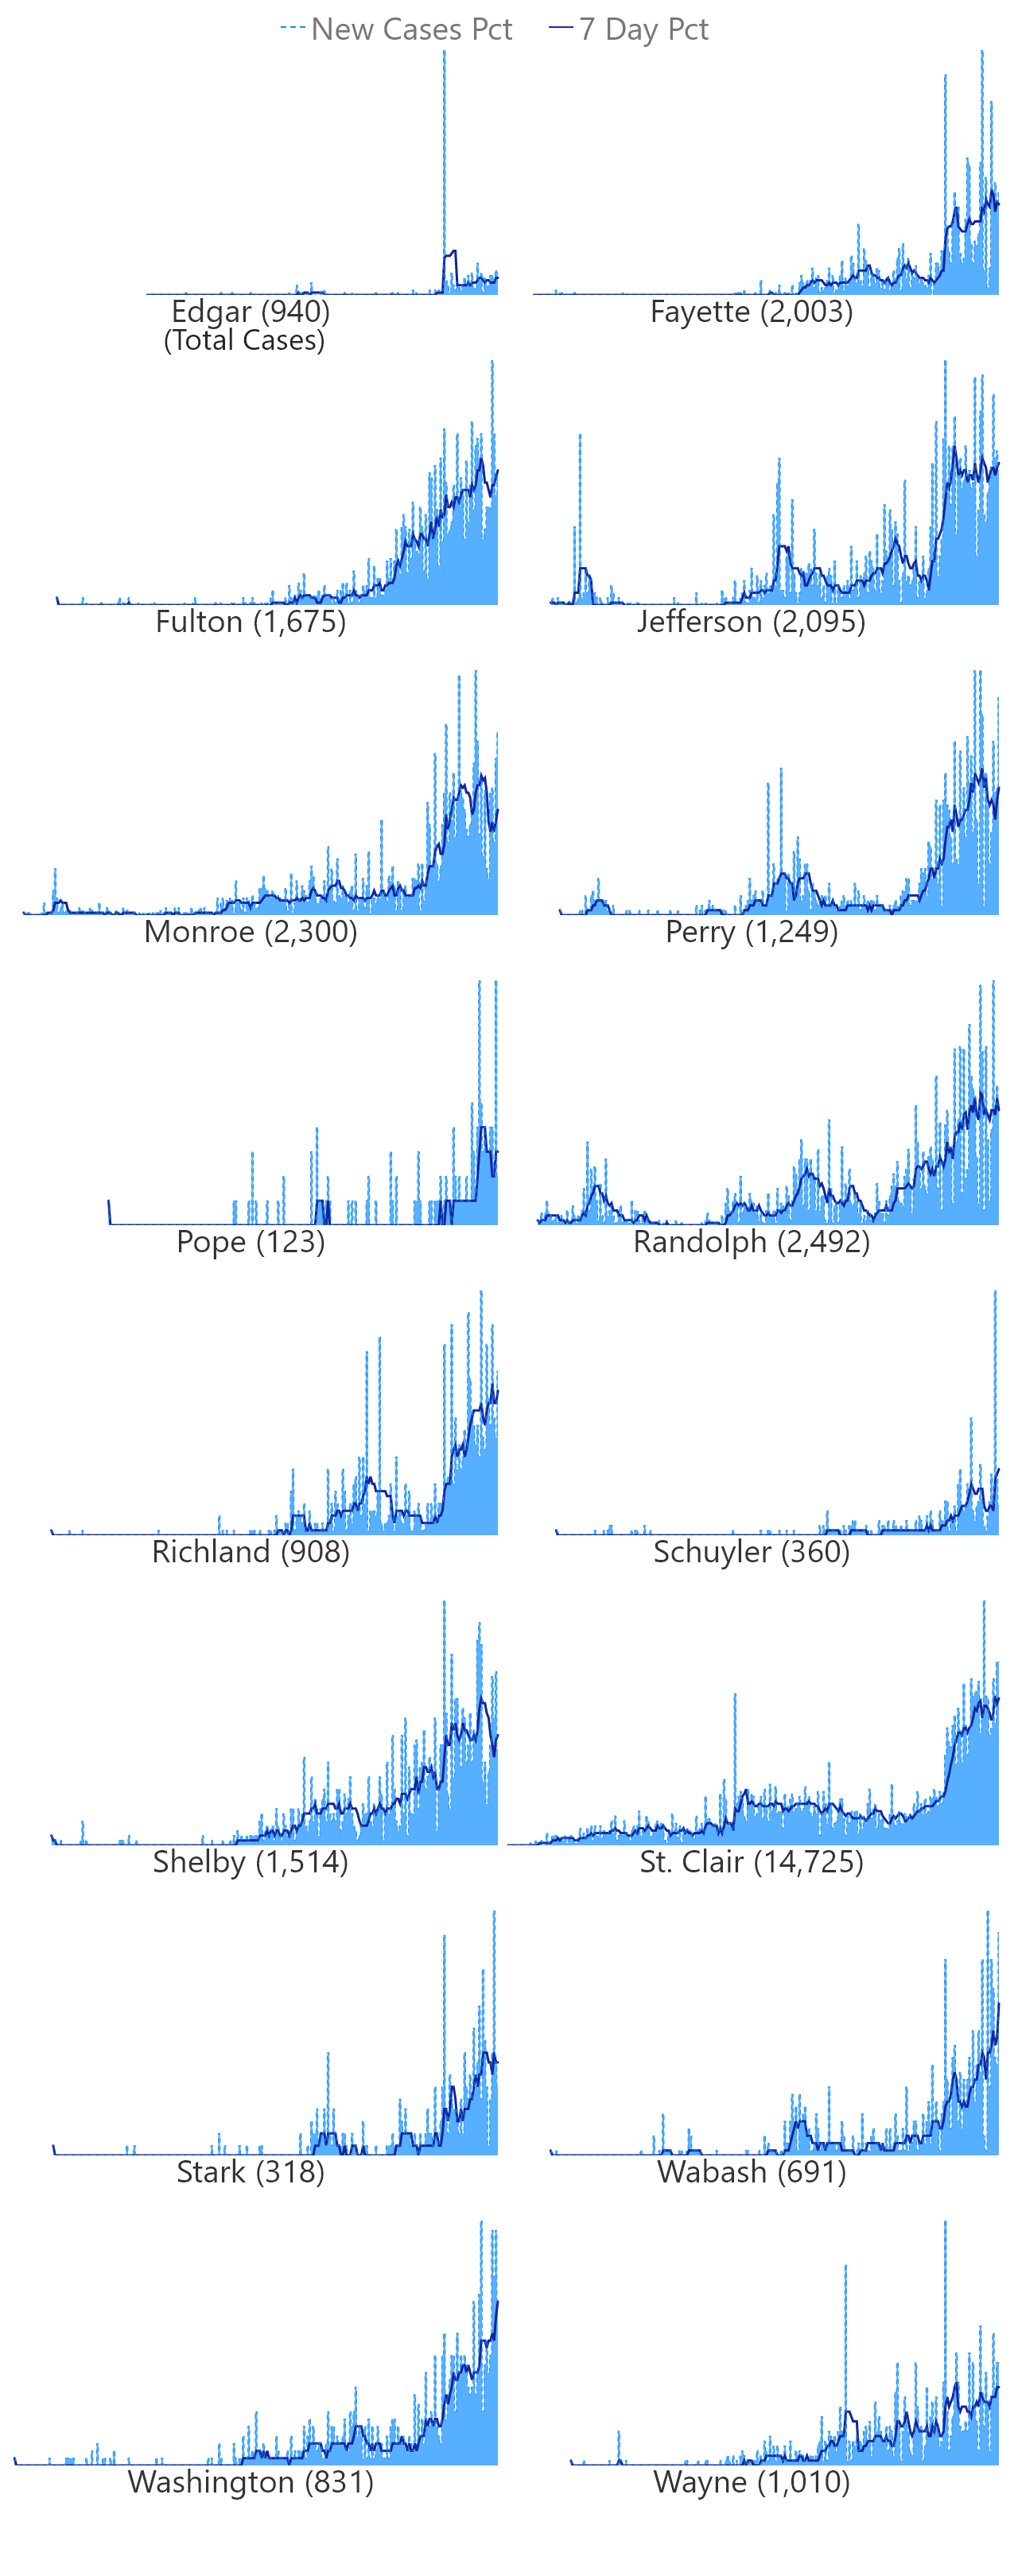 New Cases Pct 7 Day Pct
Edgar (940) Fayette (2,003)
(Total Cases)
Fulton (1,675) Jefferson (2,095)
Monroe (2,300) Perry (1,249)
Pope (123) Randolph (2,492)
Richland (908) Schuyler (360)
Shelby (1,514) St. Clair (14,725)
Stark (318) Wabash (691)
Washington (831) Wayne (1,010)